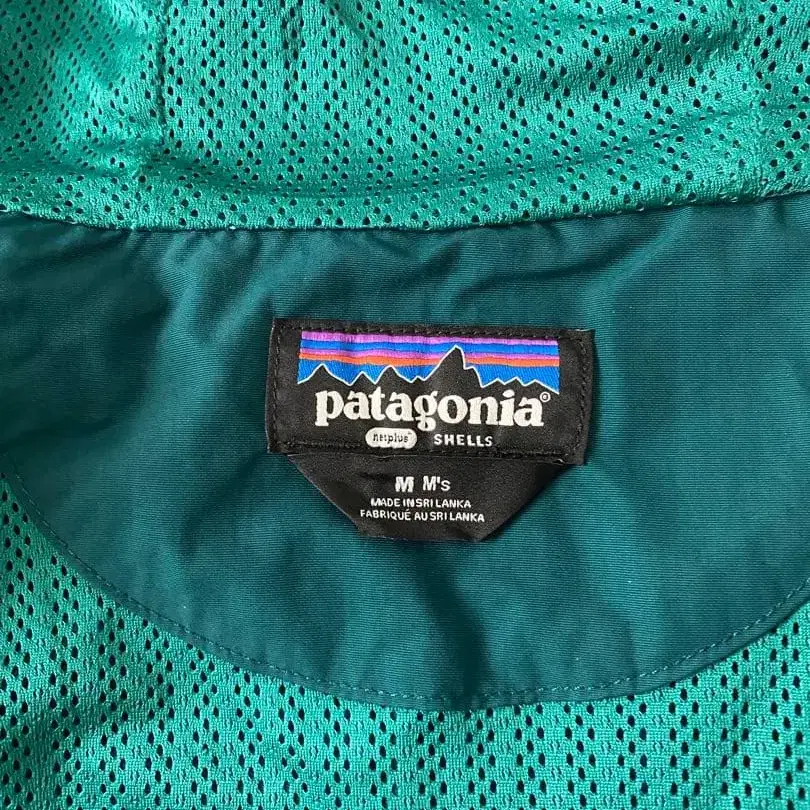 patagonia®
netplus® SHELLS
M M's
MADE IN SRI LANKA
FABRIQUÉ AU SRI LANKA